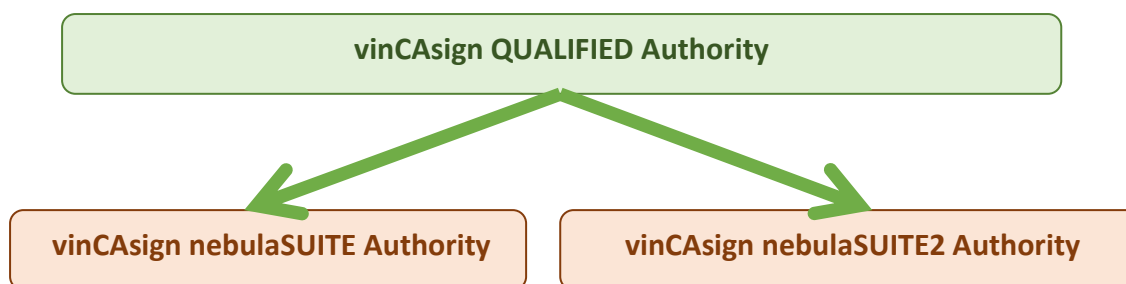 vinCAsign QUALIFIED Authority
vinCAsign nebulaSUITE Authority
vinCAsign nebulaSUITE2 Authority